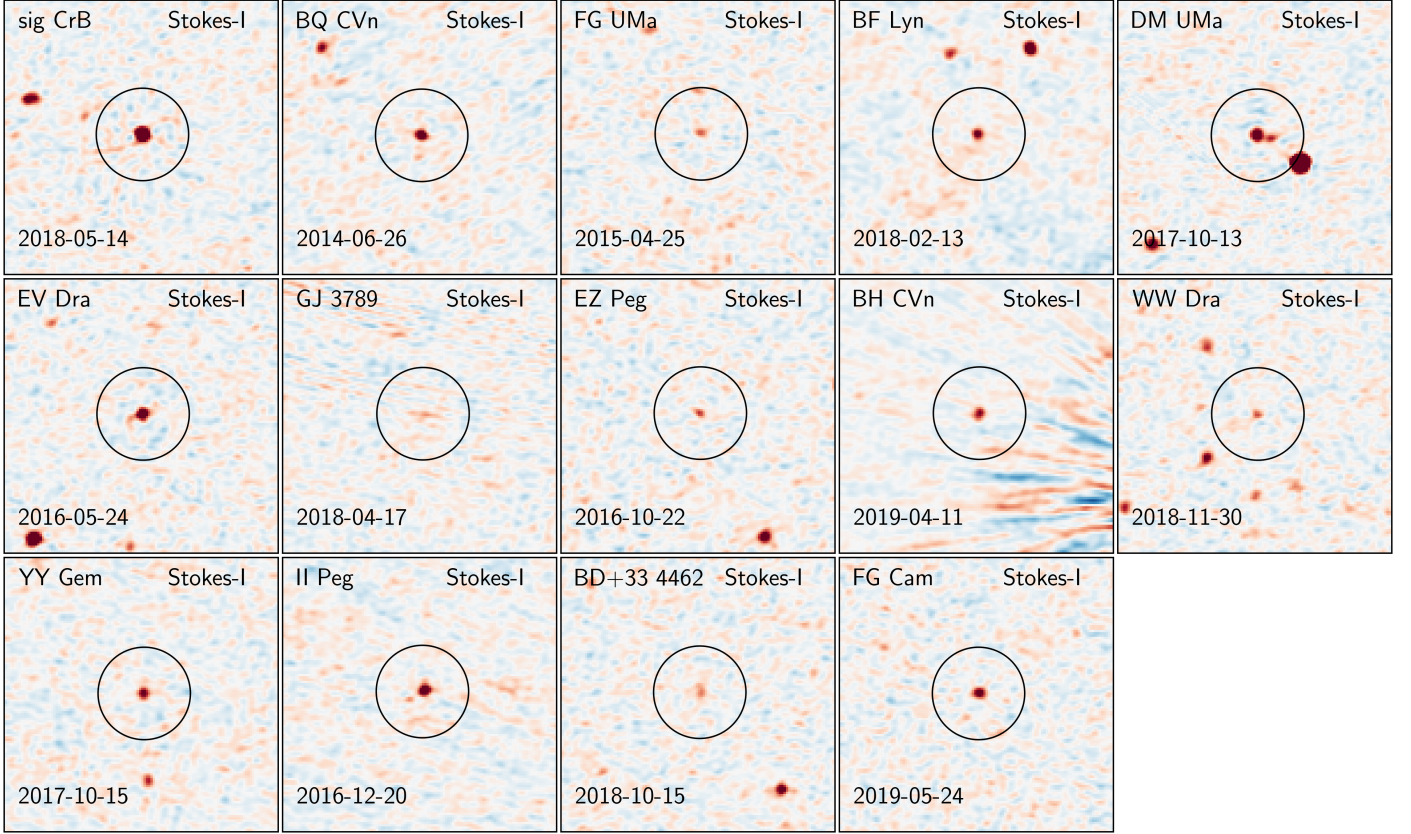 sig CrB Stokes-I
2018-05-14
BQ CVn Stokes-I
2014-06-26
FG UMa Stokes-I
2015-04-25
BF Lyn Stokes-I
2018-02-13
DM UMa Stokes-I
2017-10-13
EV Dra Stokes-I
2016-05-24
GJ 3789 Stokes-I
2018-04-17
EZ Peg Stokes-I
2016-10-22
BH CVn Stokes-I
2019-04-11
WW Dra Stokes-I
2018-11-30
YY Gem Stokes-I
2017-10-15
II Peg Stokes-I
2016-12-20
BD+33 4462 Stokes-I
2018-10-15
FG Cam Stokes-I
2019-05-24